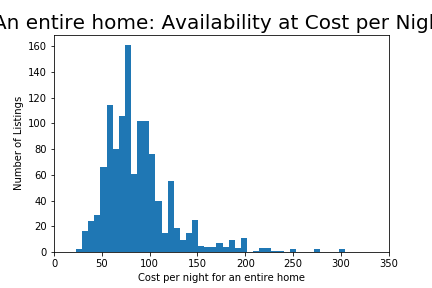 An entire home: Availability at Cost per Nigh
160
140
120
100
80
60
40
20
0
Number of Listings
0 50 100 150 200 250 300 350
Cost per night for an entire home